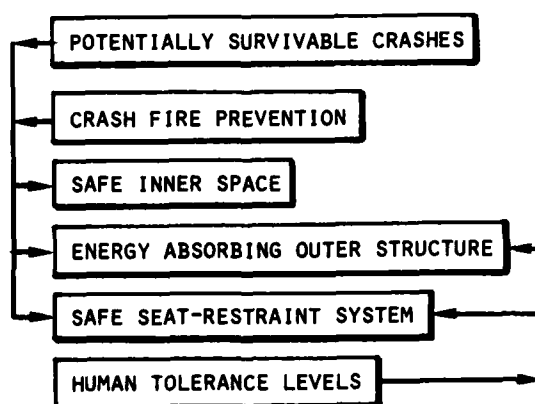 POTENTIALLY SURVIVABLE CRASHES
CRASH FIRE PREVENTION
SAFE INNER SPACE
ENERGY ABSORBING OUTER STRUCTURE
SAFE SEAT-RESTRAINT SYSTEM
HUMAN TOLERANCE LEVELS